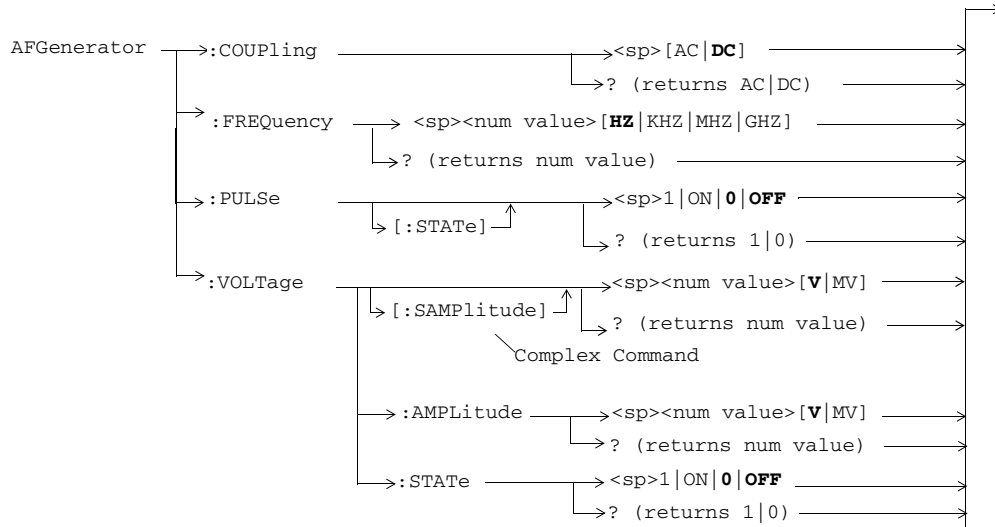 AFGenerator :COUPling <sp>[AC|DC]
? (returns AC|DC)
:FREQuency <sp><num value>[HZ|KHZ|MHZ|GHZ]
? (returns num value)
:PULSe <sp>1|ON|0|OFF
[:STATe]
? (returns 1|0)
:VOLTage <sp><num value>[V|MV]
[:SAMPlitude]
? (returns num value)
Complex Command
:AMPLitude <sp><num value>[V|MV]
? (returns num value)
:STATe <sp>1|ON|0|OFF
? (returns 1|0)